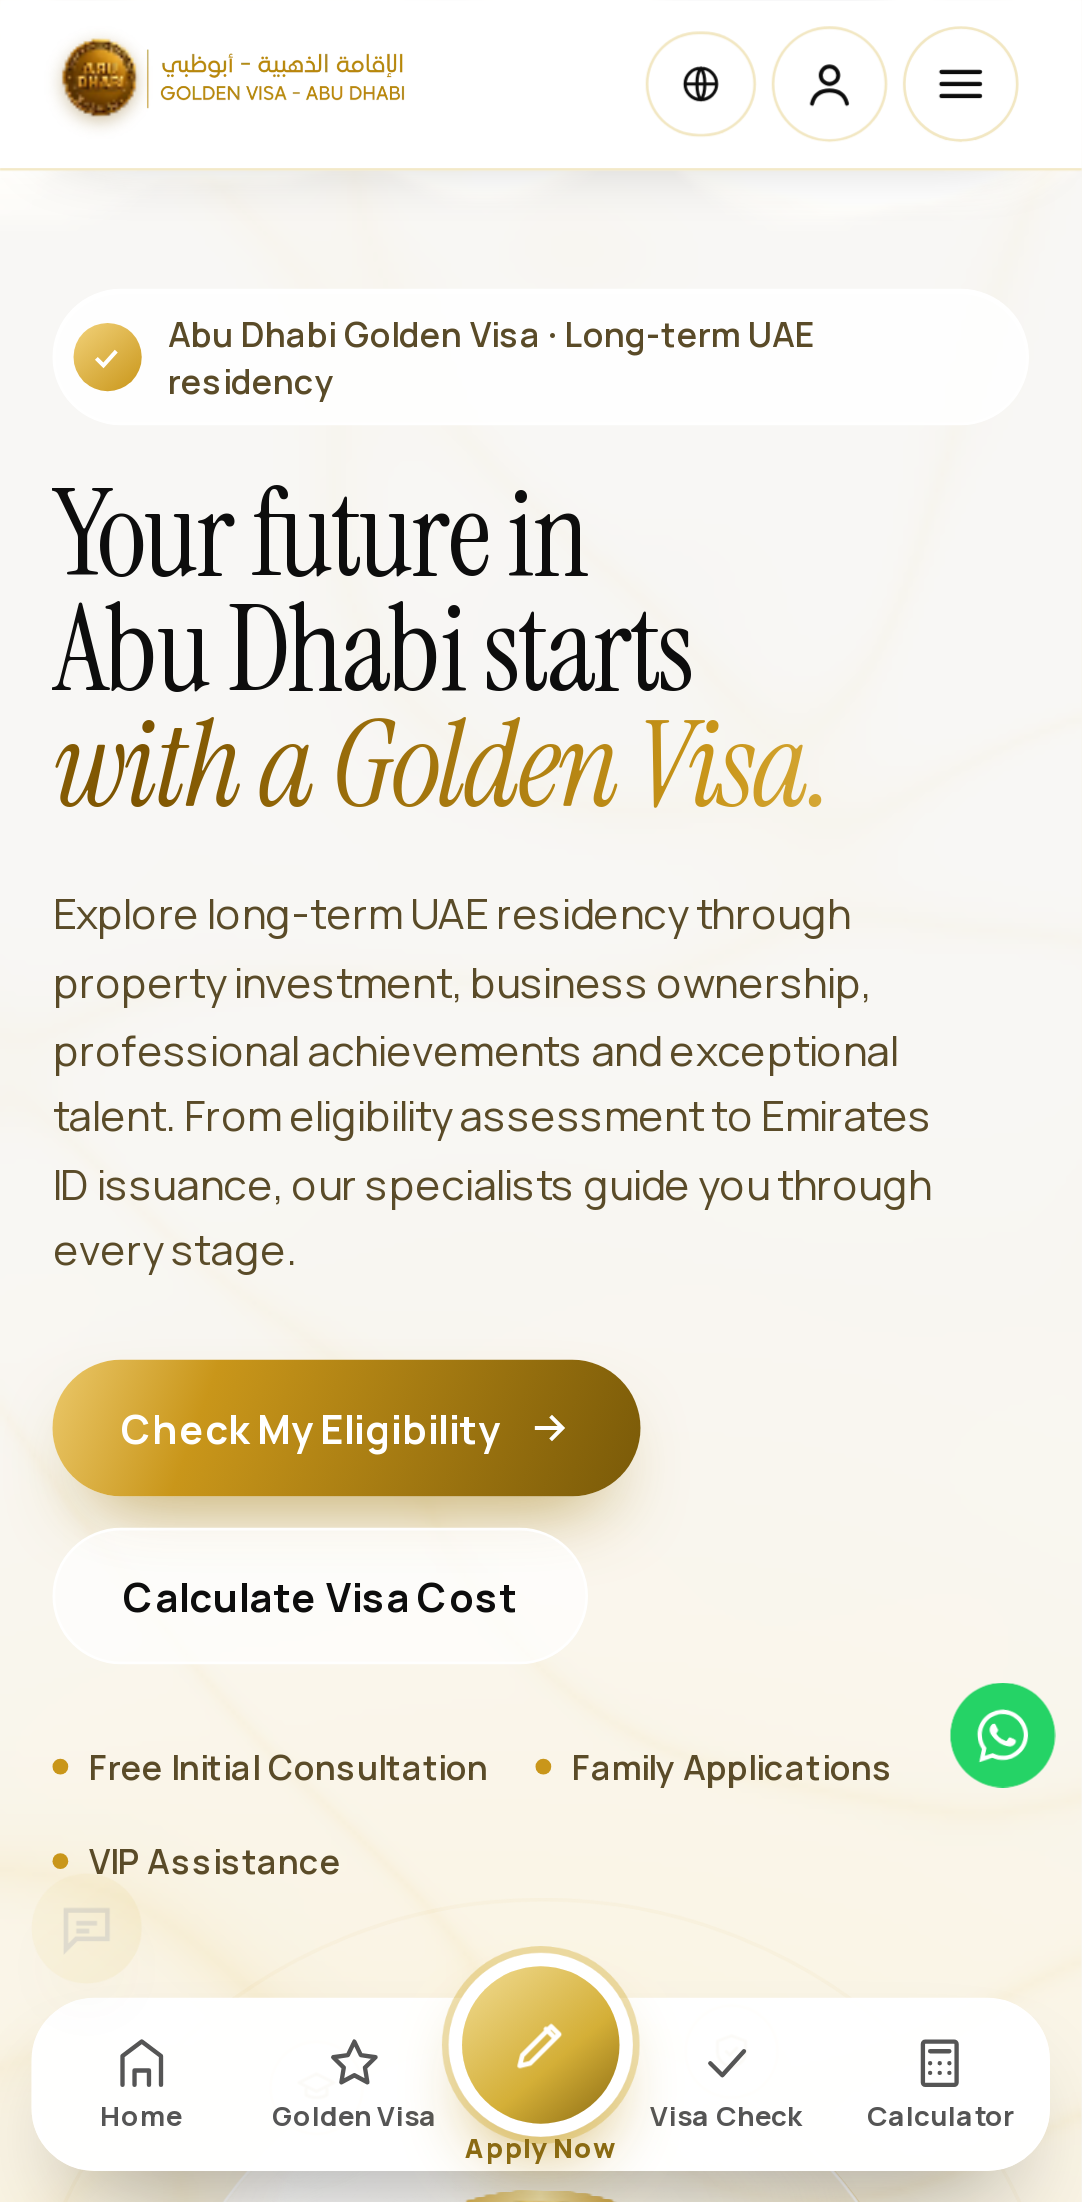 ABU
DHABI
الإقامة الذهبية - أبوظبي
GOLDEN VISA - ABU DHABI
Abu Dhabi Golden Visa · Long-term UAE
residency
Your future in
Abu Dhabi starts
with a Golden Visa.
Explore long-term UAE residency through
property investment, business ownership,
professional achievements and exceptional
talent. From eligibility assessment to Emirates
ID issuance, our specialists guide you through
every stage.
Check My Eligibility →
Calculate Visa Cost
Free Initial Consultation
Family Applications
VIP Assistance
Home
Golden Visa
Apply Now
Visa Check
Calculator